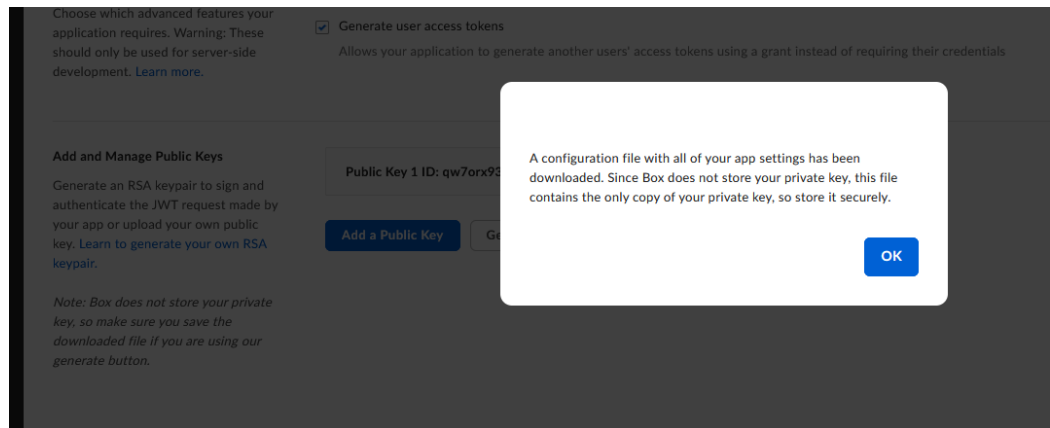 Choose which advanced features your
application requires. Warning: These
should only be used for server-side
development. Learn more.
Generate user access tokens
Allows your application to generate another users' access tokens using a grant instead of requiring their credentials
Add and Manage Public Keys
Generate an RSA keypair to sign and
authenticate the JWT request made by
your app or upload your own public
key. Learn to generate your own RSA
keypair.
Note: Box does not store your private
key, so make sure you save the
downloaded file if you are using our
generate button.
Public Key 1 ID: qw7orx93
Add a Public Key
Ge
A configuration file with all of your app settings has been
downloaded. Since Box does not store your private key, this file
contains the only copy of your private key, so store it securely.
OK